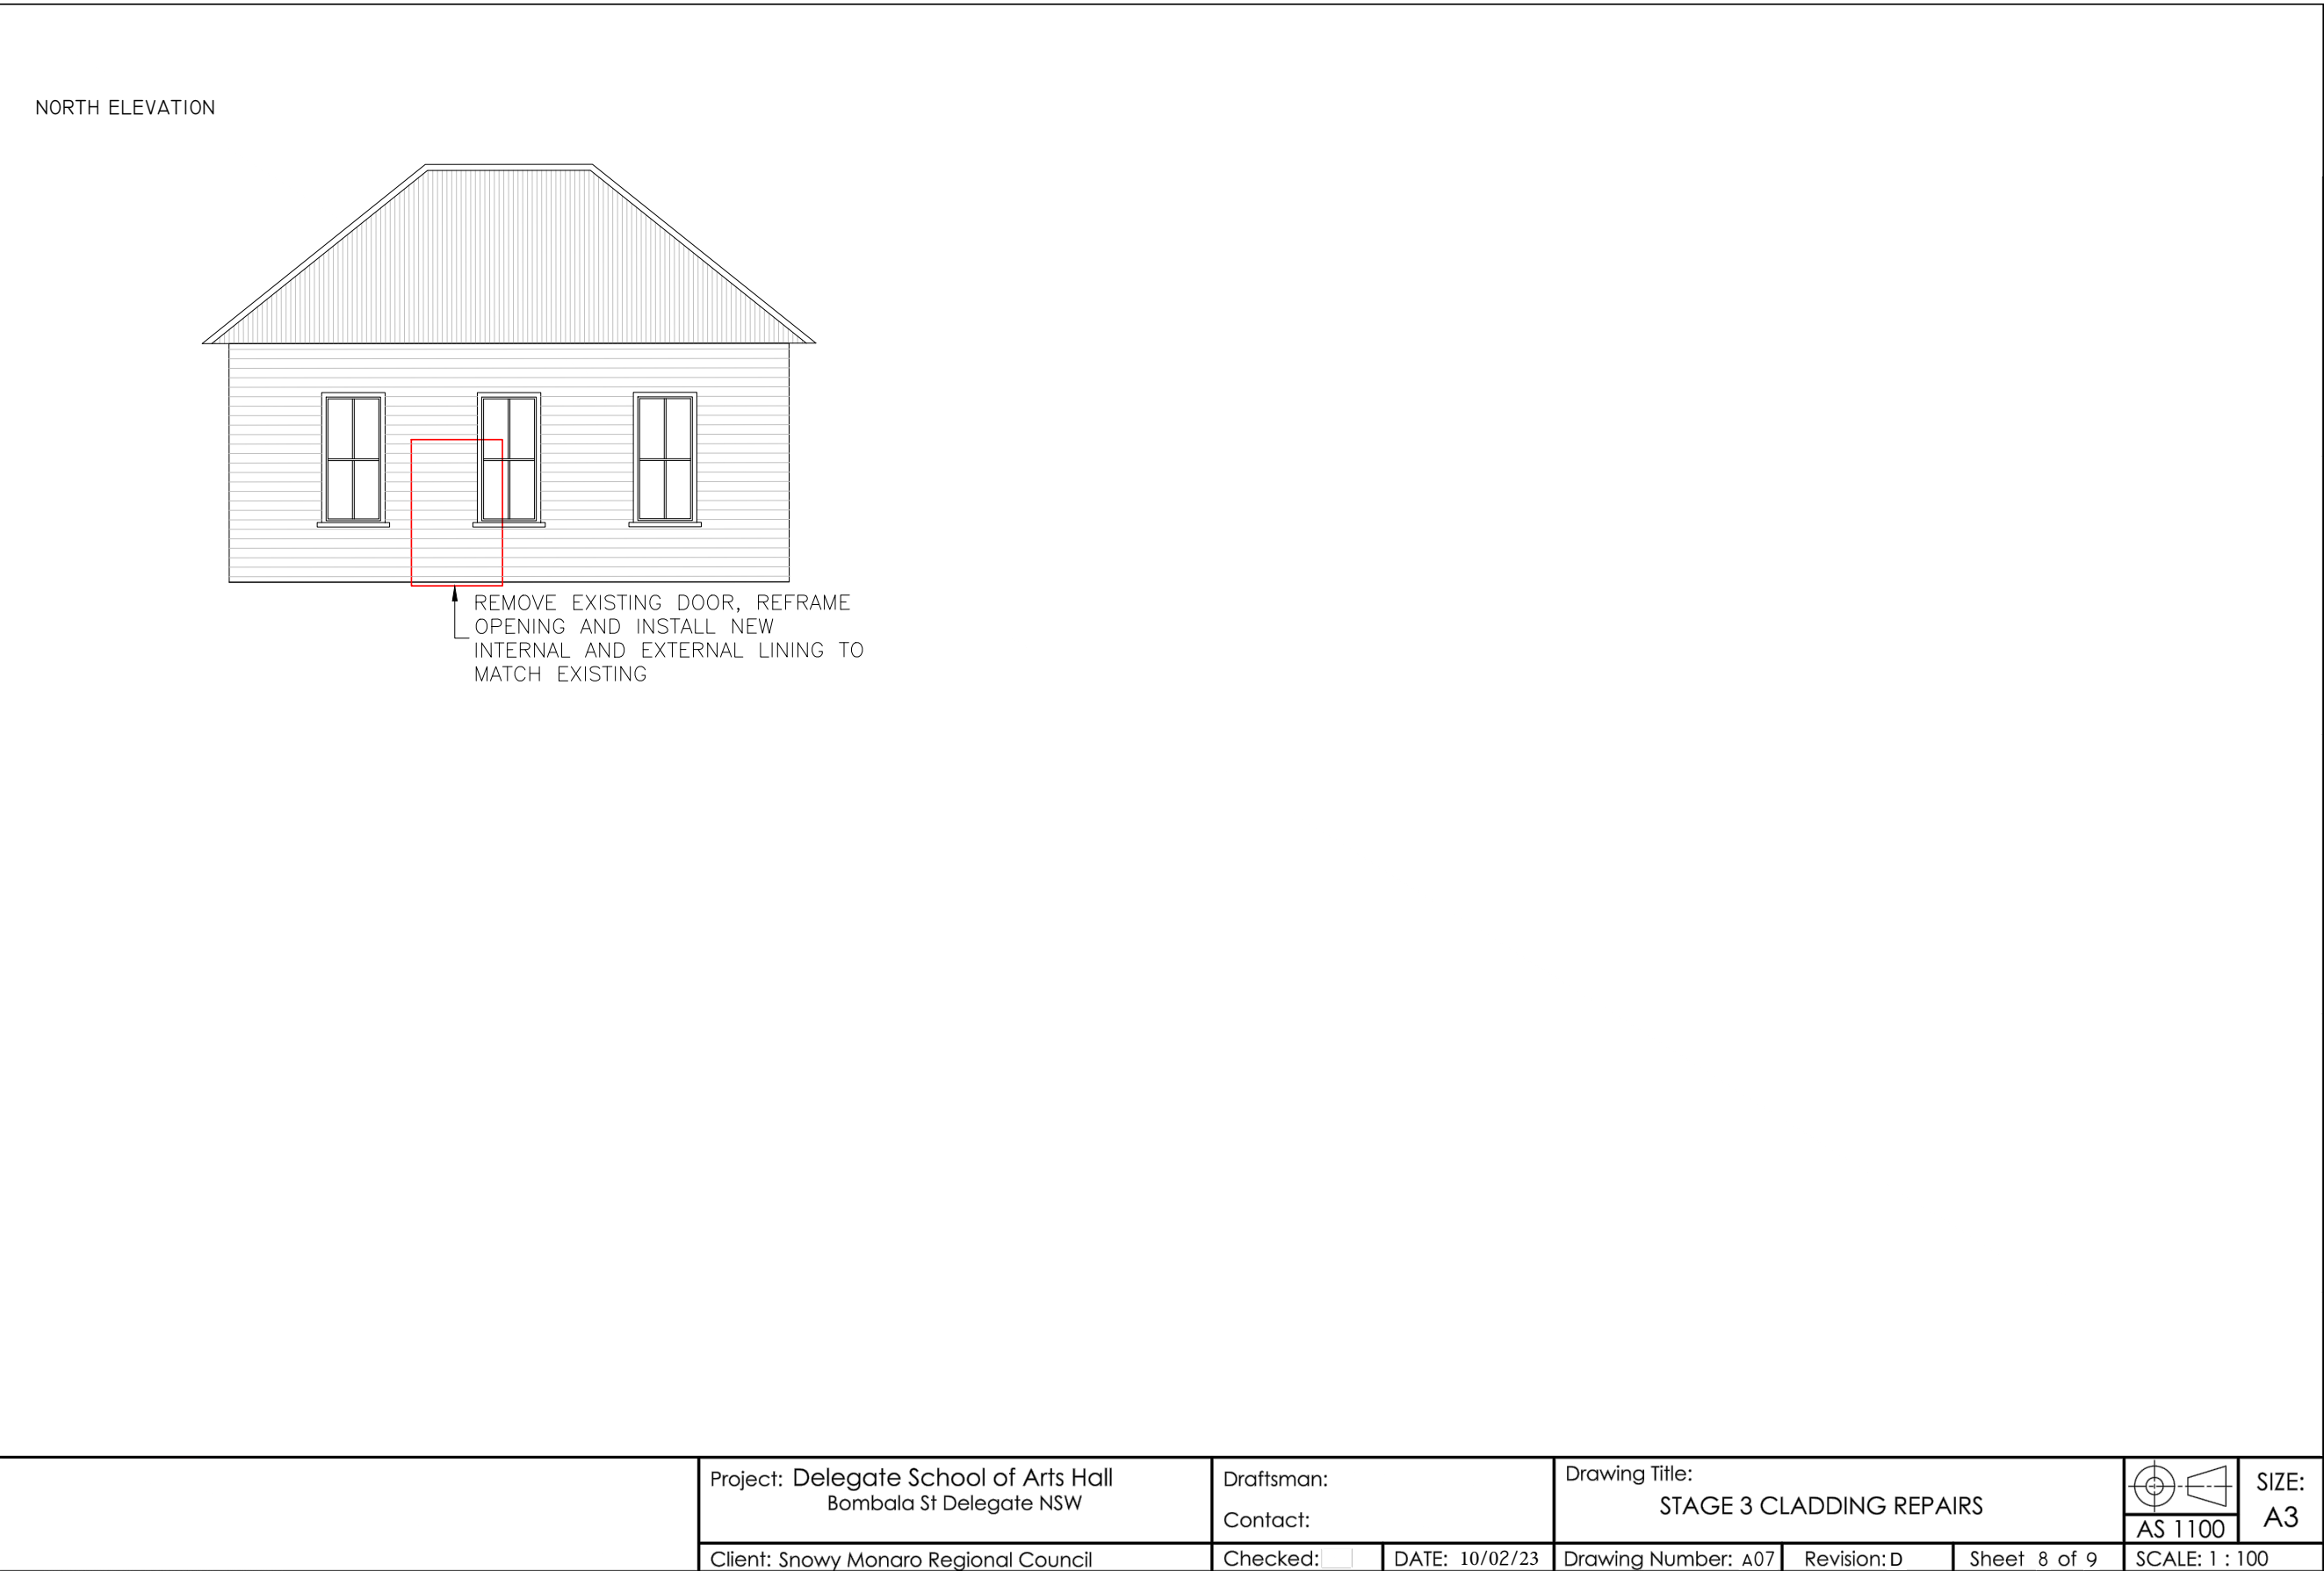 NORTH ELEVATION
REMOVE EXISTING DOOR, REFRAME
OPENING AND INSTALL NEW
INTERNAL AND EXTERNAL LINING TO
MATCH EXISTING
Project: Delegate School of Arts Hall
Bombala St Delegate NSW
Client: Snowy Monaro Regional Council
Draftsman:
Contact:
Checked:
DATE: 10/02/23
Drawing Title:
STAGE 3 CLADDING REPAIRS
Drawing Number: A07
Revision: D
Sheet 8 of 9
AS 1100
SIZE:
A3
SCALE: 1 : 100